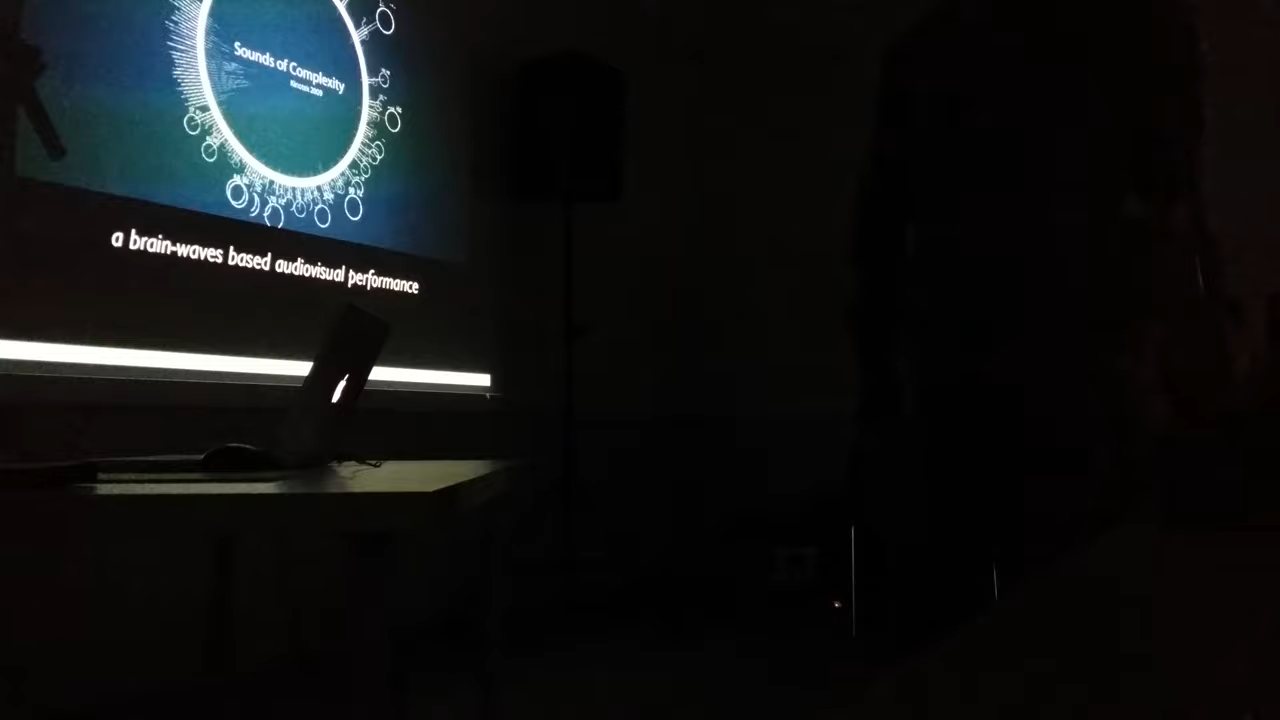 Sounds of Complexity
a brain-waves based audiovisual performance